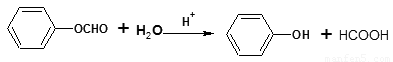 OCHO + H₂O H⁺ OH + HCOOH